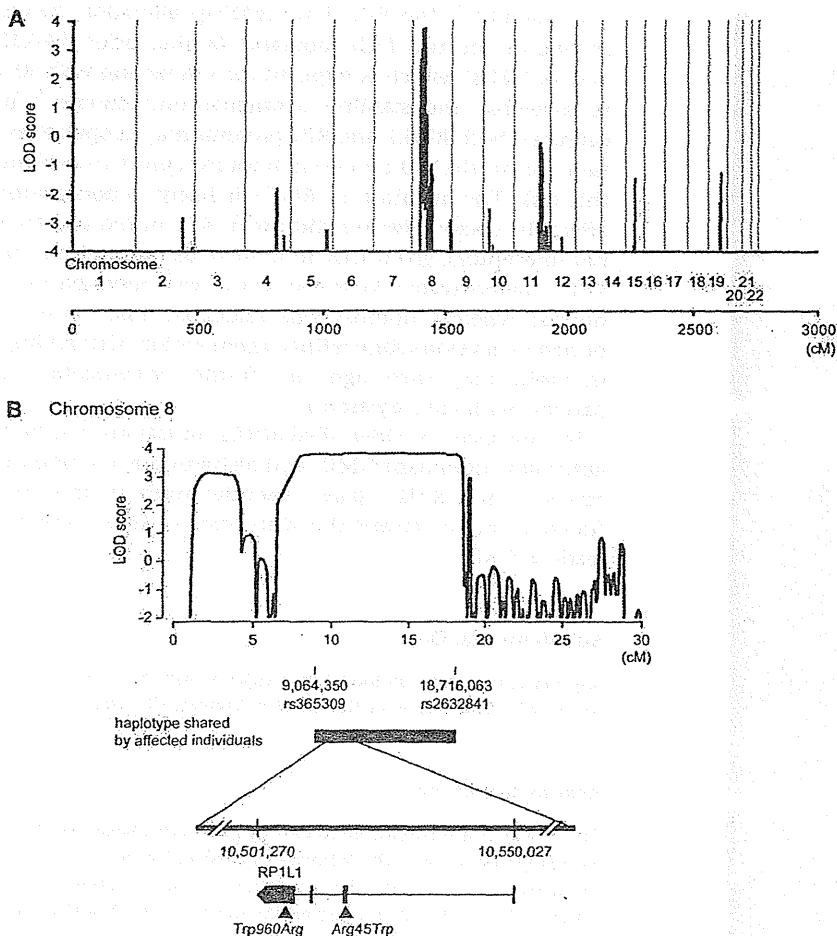 A
4
3
2
1
0
-1
-2
-3
-4
LOD score
Chromosome
1 2 3 4 5 6 7 8 9 10 11 12 13 14 15 16 17 18 19 21
20 22
0 500 1000 1500 2000 2500 3000
(cM)
B Chromosome 8
4
3
2
1
0
-1
-2
LOD score
0 5 10 15 20 25 30
(cM)
9,064,350 18,716,063
rs365309 rs2632841
haplotype shared
by affected individuals
10,501,270 10,550,027
RP1L1
Trp960Arg Arg45Trp